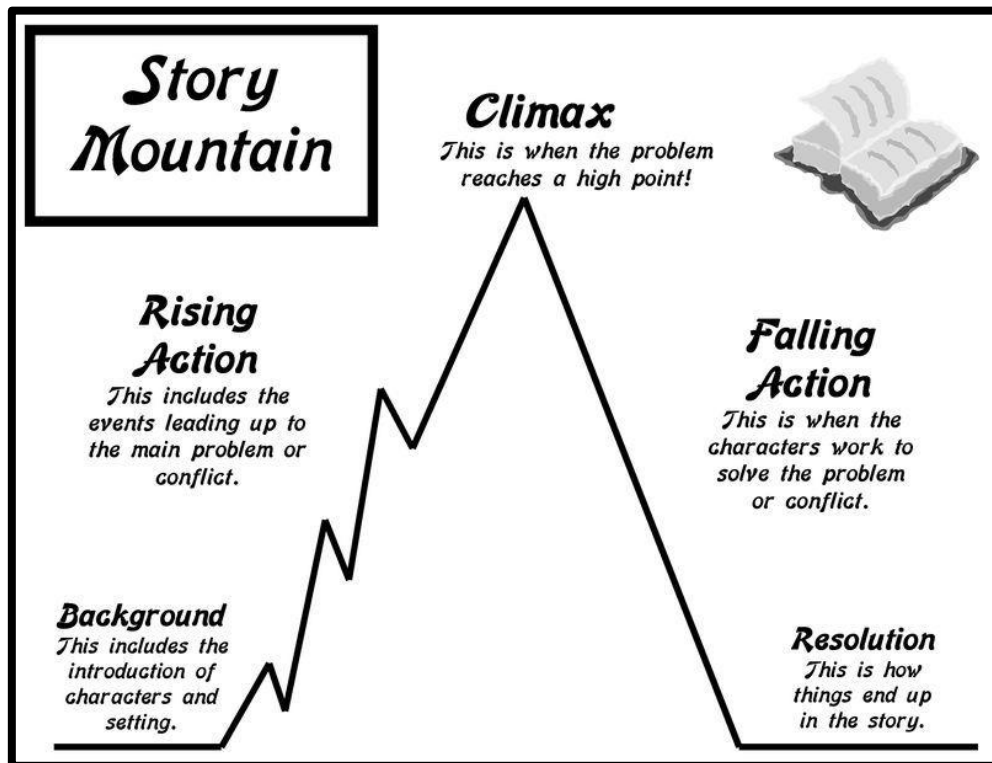 Story
Mountain
Climax
This is when the problem
reaches a high point!
Rising
Action
This includes the
events leading up to
the main problem or
conflict.
Falling
Action
This is when the
characters work to
solve the problem
or conflict.
Background
This includes the
introduction of
characters and
setting.
Resolution
This is how
things end up
in the story.